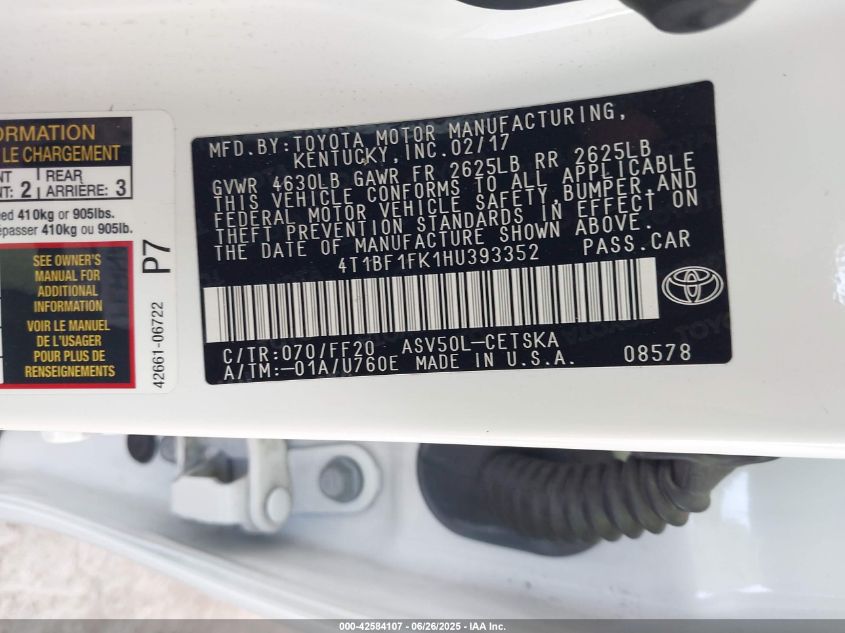 ORMATION
LE CHARGEMENT
NT REAR
NT: 2 ARRIÈRE: 3
ed 410kg or 905lbs.
épasser 410kg ou 905lb.
SEE OWNER'S
MANUAL FOR
ADDITIONAL
INFORMATION
VOIR LE MANUEL
DE L'USAGER
POUR PLUS DE
RENSEIGNEMENTS
P7
42661-06722
MFD.BY:TOYOTA MOTOR MANUFACTURING,
KENTUCKY,INC.02/17
GVWR 4630LB GAWR FR 2625LB RR 2625LB
THIS VEHICLE CONFORMS TO ALL APPLICABLE
FEDERAL MOTOR VEHICLE SAFETY,BUMPER,AND
THEFT PREVENTION STANDARDS IN EFFECT ON
THE DATE OF MANUFACTURE SHOWN ABOVE.
4T1BF1FK1HU393352 PASS.CAR
C/TR:070/FF20 ASV50L-CETSKA
A/TM:-01A/U760E MADE IN U.S.A. 08578
000-42584107 - 06/26/2025 - IAA Inc.